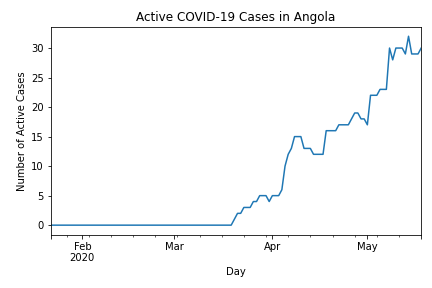 Active COVID-19 Cases in Angola
Number of Active Cases
30
25
20
15
10
5
0
Feb
2020
Mar
Apr
May
Day